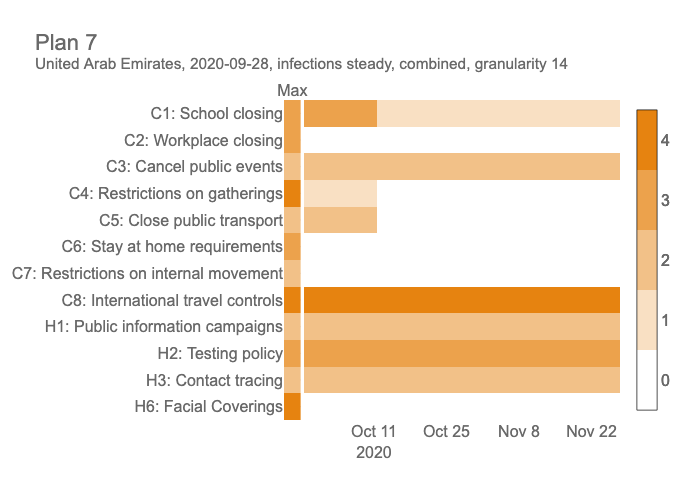 Plan 7
United Arab Emirates, 2020-09-28, infections steady, combined, granularity 14
Max
C1: School closing
C2: Workplace closing
C3: Cancel public events
C4: Restrictions on gatherings
C5: Close public transport
C6: Stay at home requirements
C7: Restrictions on internal movement
C8: International travel controls
H1: Public information campaigns
H2: Testing policy
H3: Contact tracing
H6: Facial Coverings
4
3
2
1
0
Oct 11 Oct 25 Nov 8 Nov 22
2020